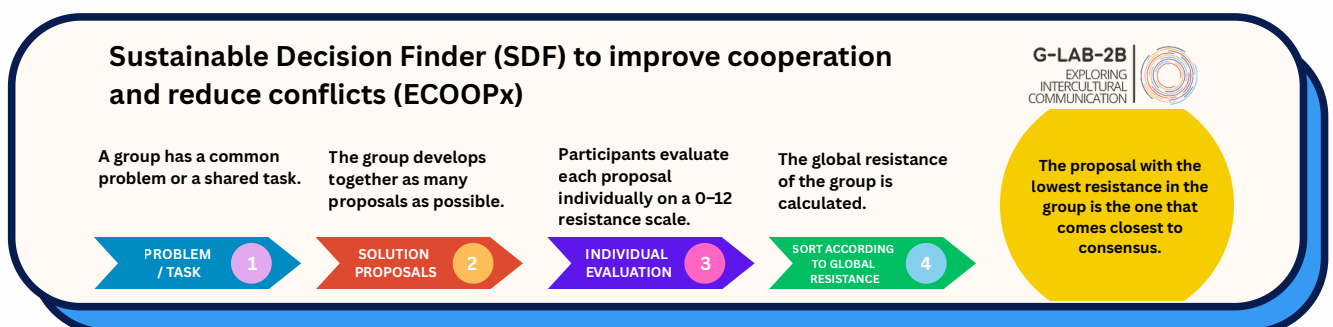 Sustainable Decision Finder (SDF) to improve cooperation
and reduce conflicts (ECOOPx)
G-LAB-2B
EXPLORING
INTERCULTURAL
COMMUNICATION
A group has a common
problem or a shared task.
The group develops
together as many
proposals as possible.
Participants evaluate
each proposal
individually on a 0–12
resistance scale.
The global resistance
of the group is
calculated.
PROBLEM
/ TASK
1
SOLUTION
PROPOSALS
2
INDIVIDUAL
EVALUATION
3
SORT ACCORDING
TO GLOBAL
RESISTANCE
4
The proposal with the
lowest resistance in the
group is the one that
comes closest to
consensus.